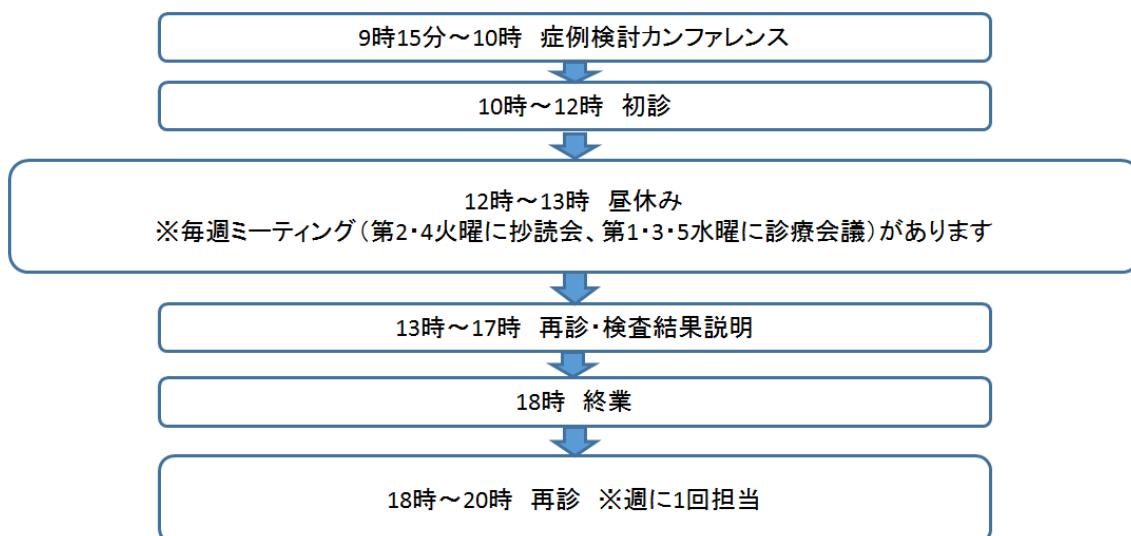 9時15分～10時　症例検討カンファレンス
10時～12時　初診
12時～13時　昼休み
※毎週ミーティング（第2・4火曜に抄読会、第1・3・5水曜に診療会議）があります
13時～17時　再診・検査結果説明
18時　終業
18時～20時　再診　※週に1回担当